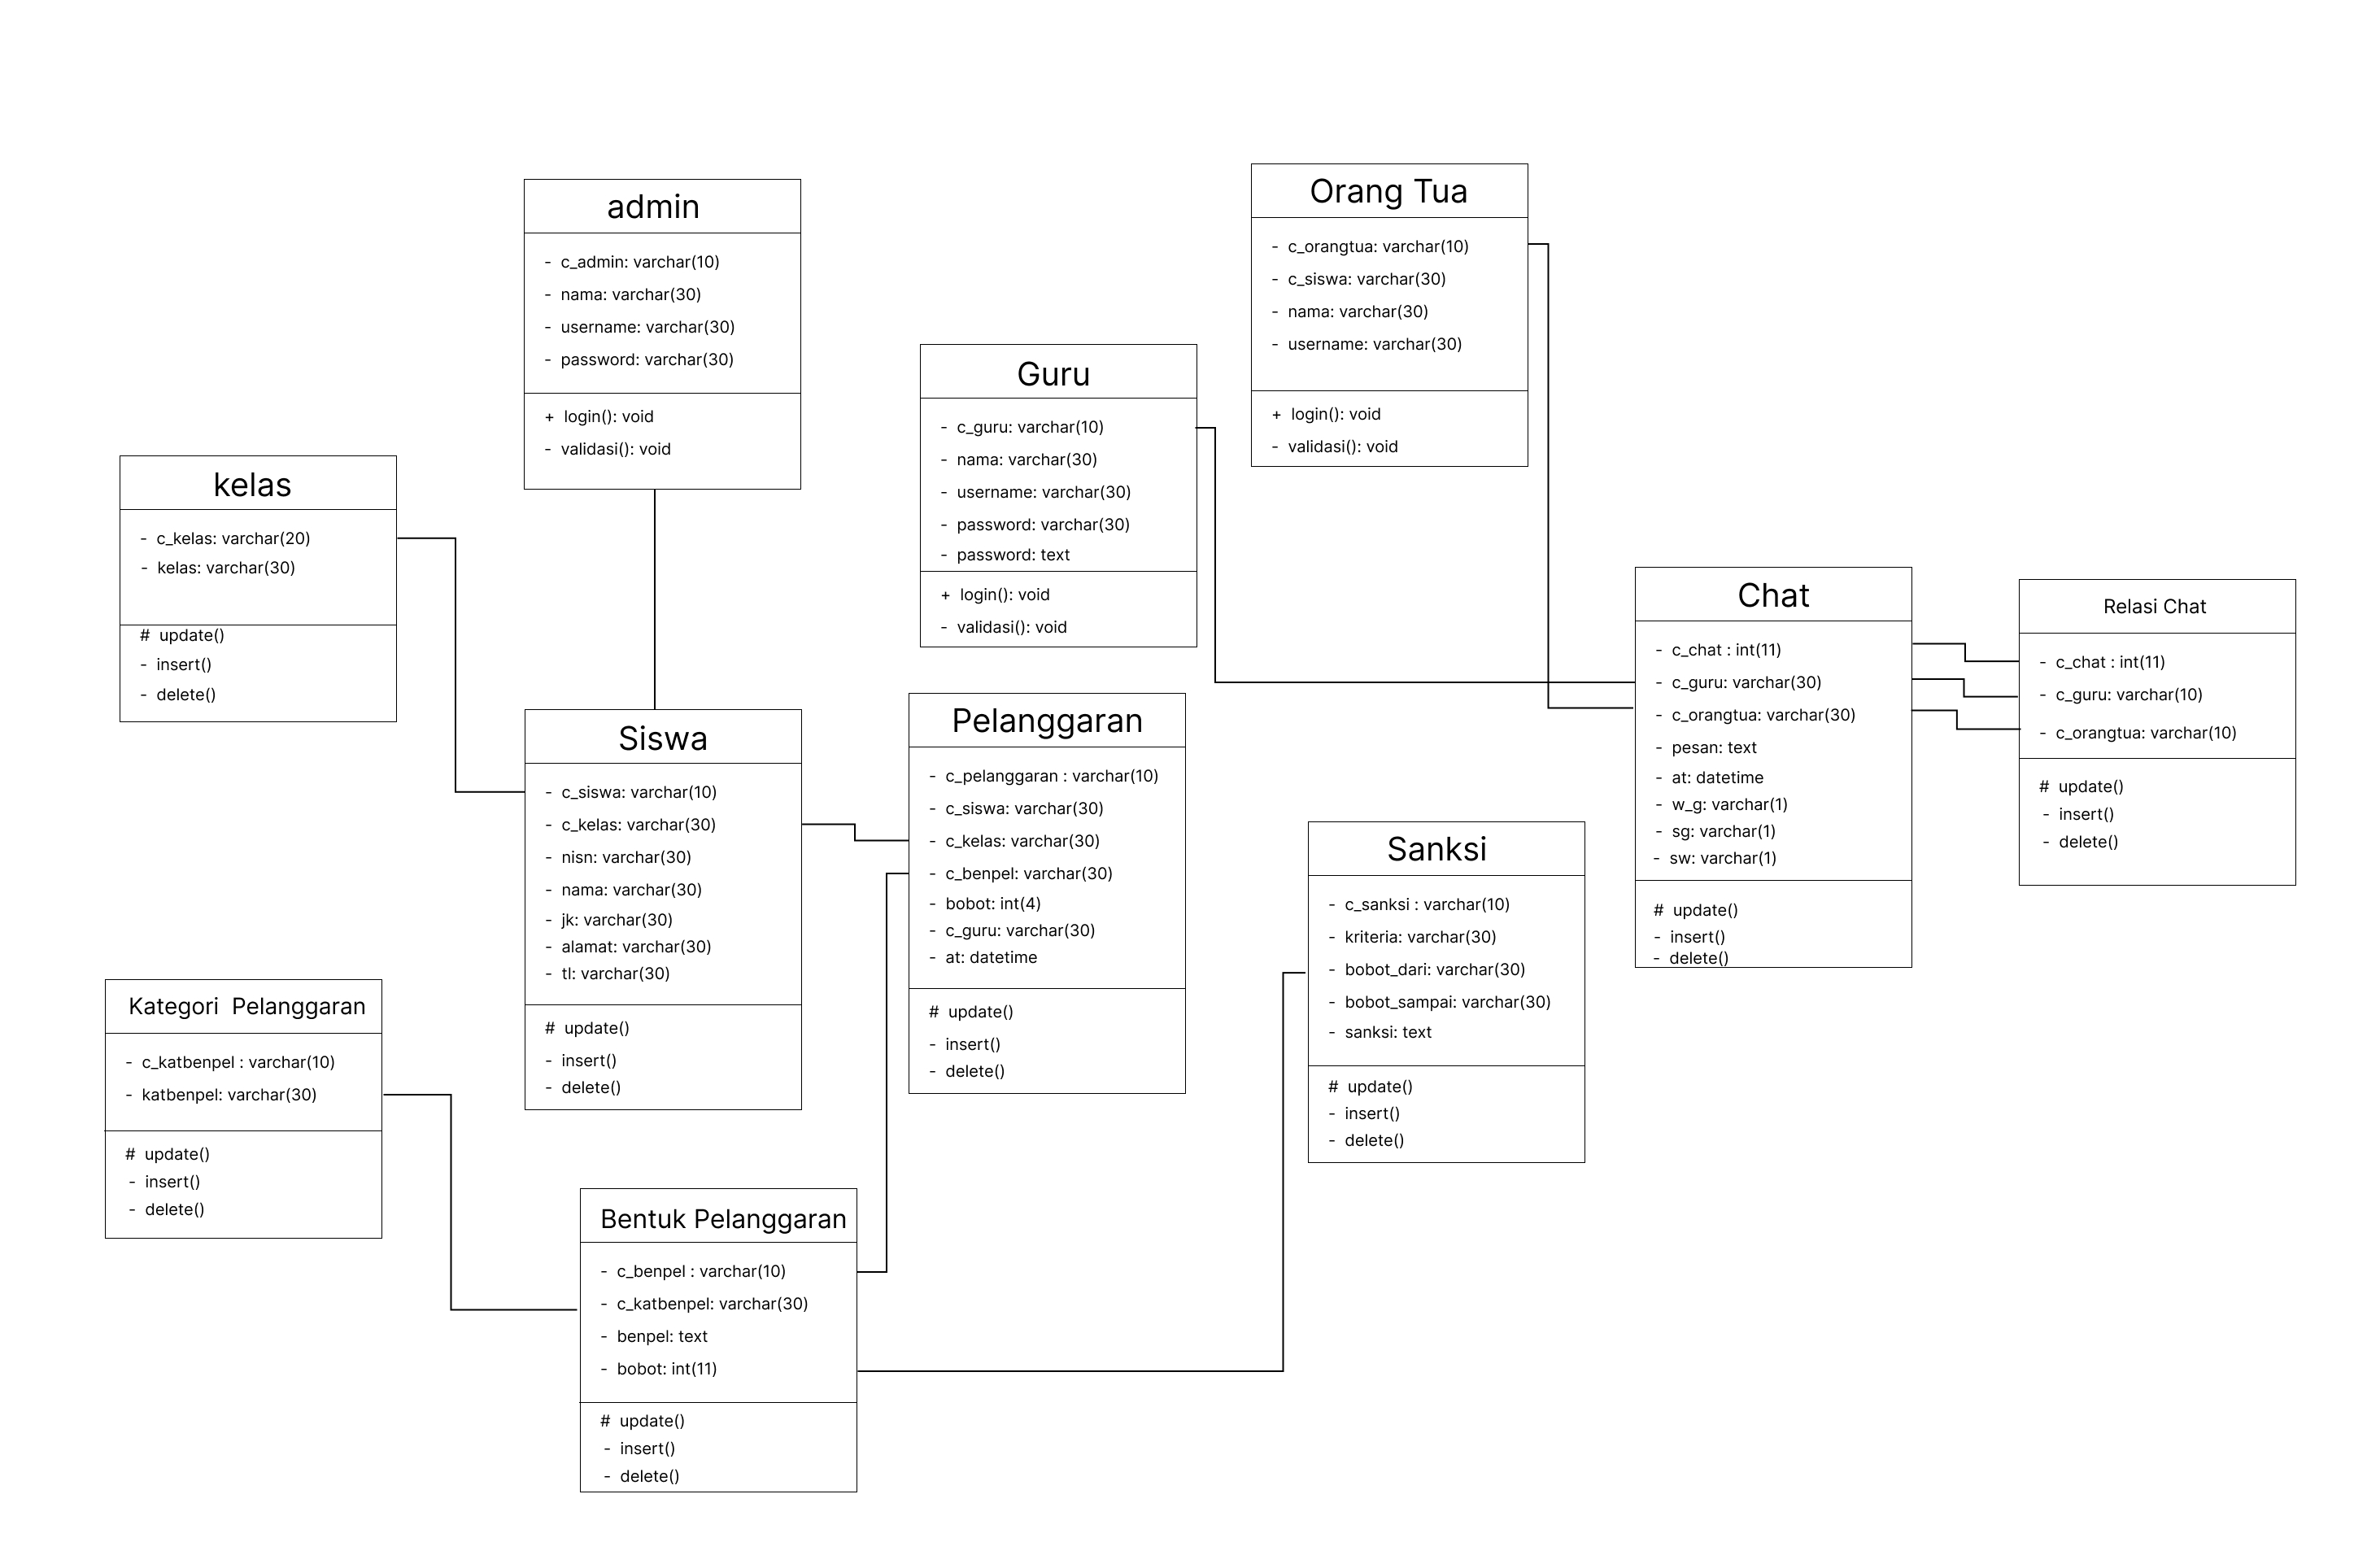 admin
- c_admin: varchar(10)
- nama: varchar(30)
- username: varchar(30)
- password: varchar(30)
+ login(): void
- validasi(): void
Orang Tua
- c_orangtua: varchar(10)
- c_siswa: varchar(30)
- nama: varchar(30)
- username: varchar(30)
+ login(): void
- validasi(): void
Guru
- c_guru: varchar(10)
- nama: varchar(30)
- username: varchar(30)
- password: varchar(30)
- password: text
+ login(): void
- validasi(): void
kelas
- c_kelas: varchar(20)
- kelas: varchar(30)
# update()
- insert()
- delete()
Chat
- c_chat : int(11)
- c_guru: varchar(30)
- c_orangtua: varchar(30)
- pesan: text
- at: datetime
- w_g: varchar(1)
- sg: varchar(1)
- sw: varchar(1)
# update()
- insert()
- delete()
Relasi Chat
- c_chat : int(11)
- c_guru: varchar(10)
- c_orangtua: varchar(10)
# update()
- insert()
- delete()
Siswa
- c_siswa: varchar(10)
- c_kelas: varchar(30)
- nisn: varchar(30)
- nama: varchar(30)
- jk: varchar(30)
- alamat: varchar(30)
- tl: varchar(30)
# update()
- insert()
- delete()
Pelanggaran
- c_pelanggaran : varchar(10)
- c_siswa: varchar(30)
- c_kelas: varchar(30)
- c_benpel: varchar(30)
- bobot: int(4)
- c_guru: varchar(30)
- at: datetime
# update()
- insert()
- delete()
Sanksi
- c_sanksi : varchar(10)
- kriteria: varchar(30)
- bobot_dari: varchar(30)
- bobot_sampai: varchar(30)
- sanksi: text
# update()
- insert()
- delete()
Kategori Pelanggaran
- c_katbenpel : varchar(10)
- katbenpel: varchar(30)
# update()
- insert()
- delete()
Bentuk Pelanggaran
- c_benpel : varchar(10)
- c_katbenpel: varchar(30)
- benpel: text
- bobot: int(11)
# update()
- insert()
- delete()